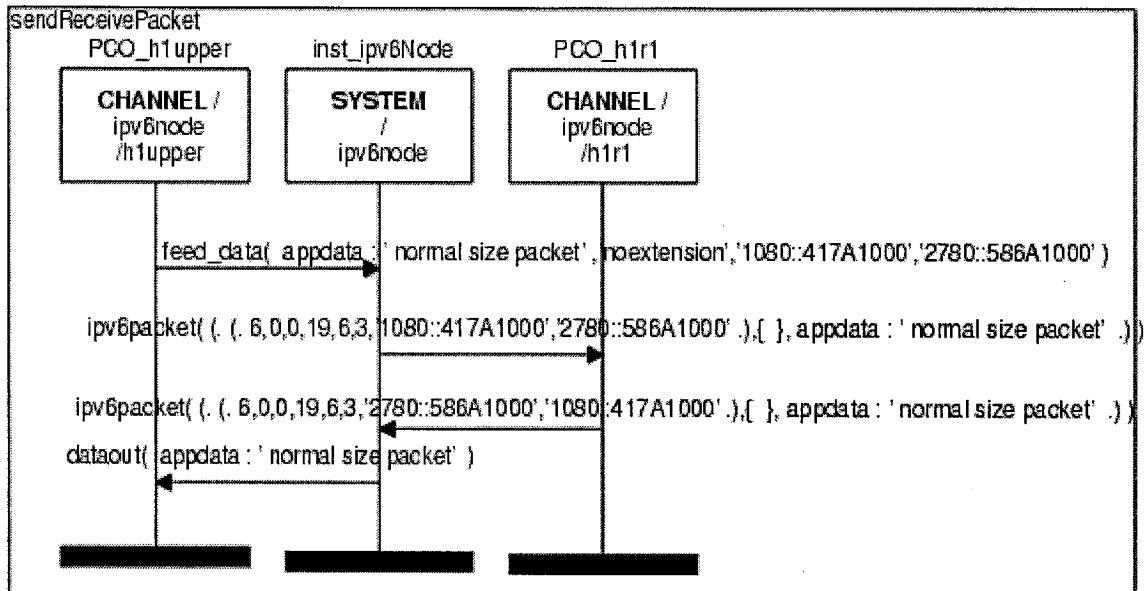 sendReceivePacket
PCO_h1upper inst_ipv6Node PCO_h1r1
CHANNEL /
ipv6node
/h1upper
SYSTEM
/
ipv6node
CHANNEL /
ipv6node
/h1r1
feed_data( appdata : ' normal size packet' , noextension','1080::417A1000','2780::586A1000' )
ipv6packet( (. (. 6,0,0,19,6,3,'1080::417A1000','2780::586A1000' .),{ }, appdata : ' normal size packet' .) )
ipv6packet( (. (. 6,0,0,19,6,3,'2780::586A1000','1080::417A1000' .),{ }, appdata : ' normal size packet' .) )
dataout( appdata : ' normal size packet' )